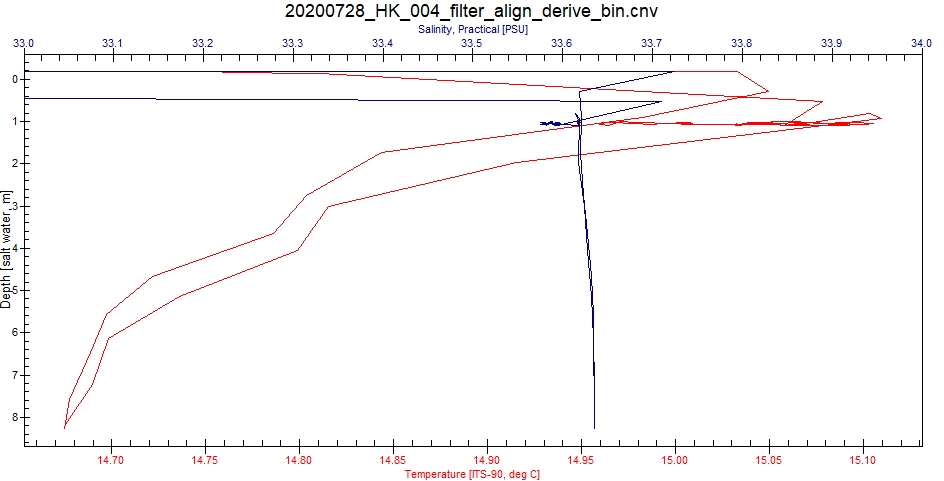 20200728_HK_004_filter_align_derive_bin.cnv
Salinity, Practical [PSU]
33.0 33.1 33.2 33.3 33.4 33.5 33.6 33.7 33.8 33.9 34.0
Depth [salt water, m]
0
1
2
3
4
5
6
7
8
14.70 14.75 14.80 14.85 14.90 14.95 15.00 15.05 15.10
Temperature [ITS-90, deg C]